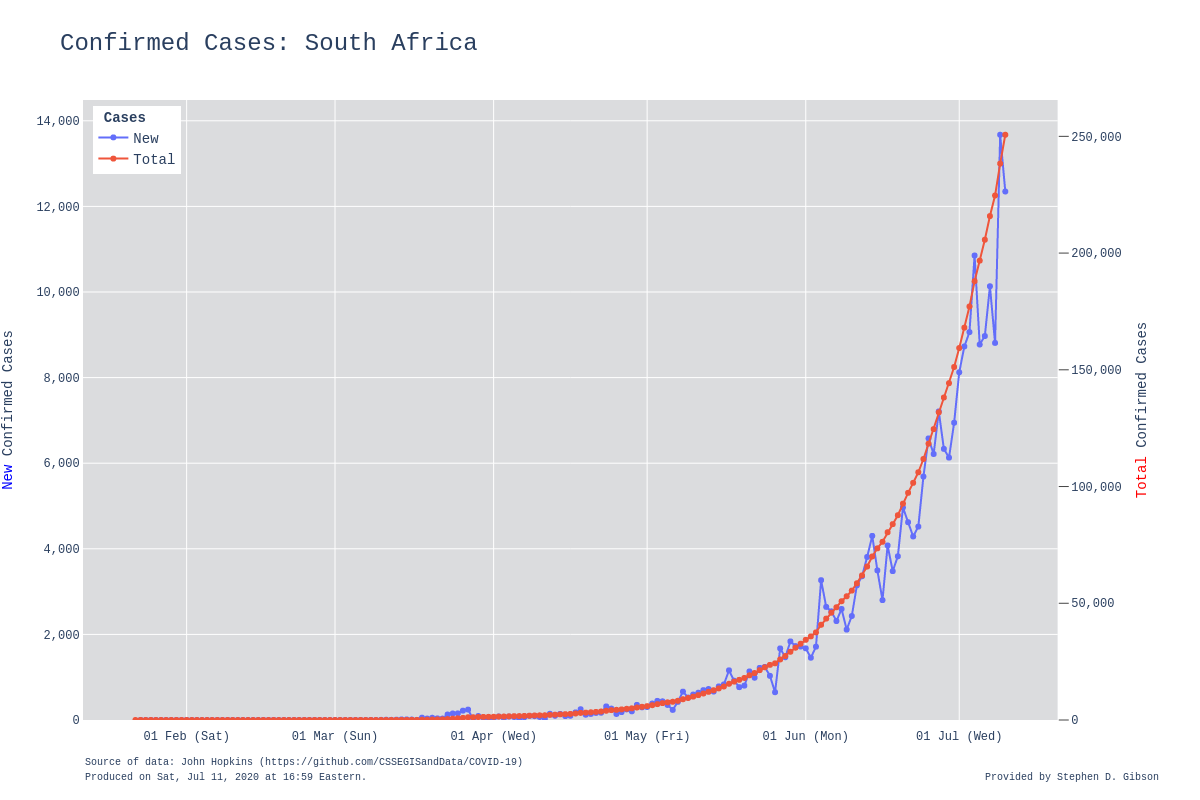 Confirmed Cases: South Africa
Cases
New
Total
14,000
12,000
10,000
8,000
6,000
4,000
2,000
0
New Confirmed Cases
250,000
200,000
150,000
100,000
50,000
0
Total Confirmed Cases
01 Feb (Sat)
01 Mar (Sun)
01 Apr (Wed)
01 May (Fri)
01 Jun (Mon)
01 Jul (Wed)
Source of data: John Hopkins (https://github.com/CSSEGISandData/COVID-19)
Produced on Sat, Jul 11, 2020 at 16:59 Eastern.
Provided by Stephen D. Gibson